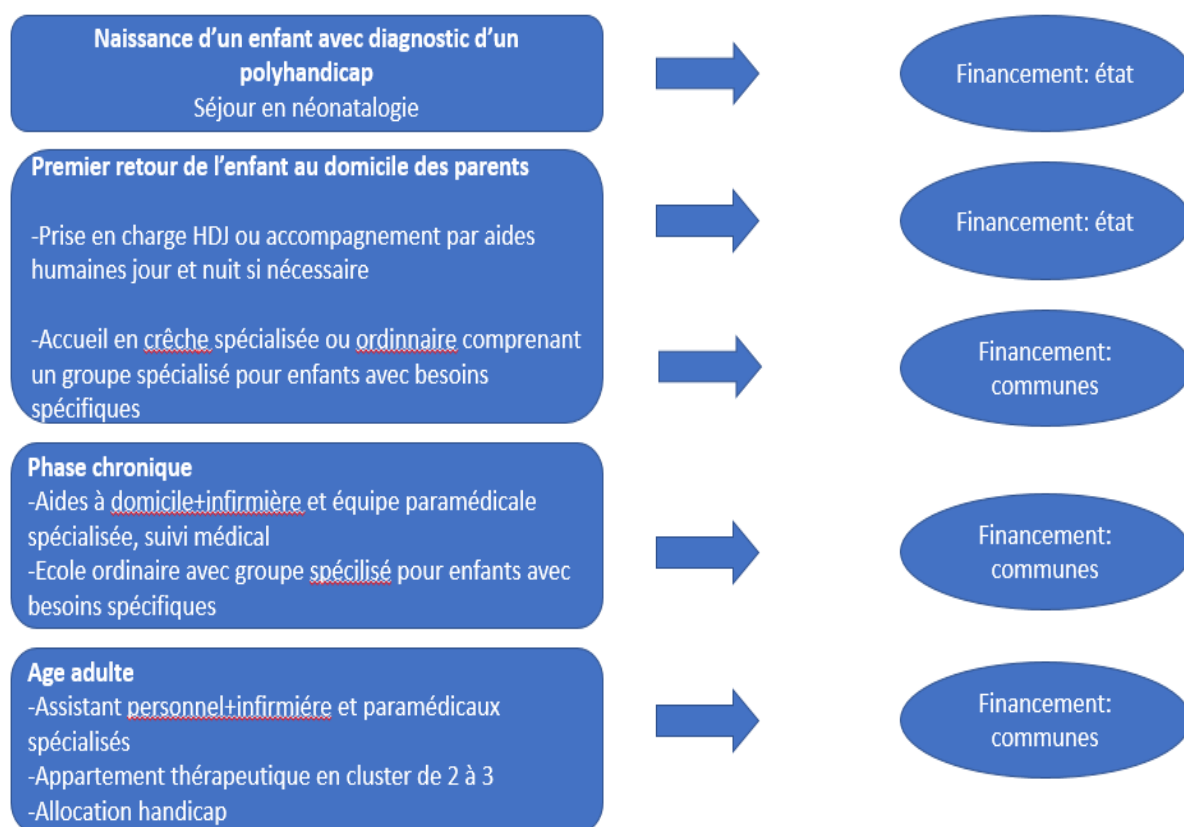 Naissance d'un enfant avec diagnostic d'un
polyhandicap
Séjour en néonatalogie
Financement: état
Premier retour de l'enfant au domicile des parents
-Prise en charge HDJ ou accompagnement par aides
humaines jour et nuit si nécessaire
Financement: état
-Accueil en crêche spécialisée ou ordinnaire comprenant
un groupe spécialisé pour enfants avec besoins
spécifiques
Financement:
communes
Phase chronique
-Aides à domicile+infirmière et équipe paramédicale
spécialisée, suivi médical
-Ecole ordinaire avec groupe spécilisé pour enfants avec
besoins spécifiques
Financement:
communes
Age adulte
-Assistant personnel+infirmiére et paramédicaux
spécialisés
-Appartement thérapeutique en cluster de 2 à 3
-Allocation handicap
Financement:
communes